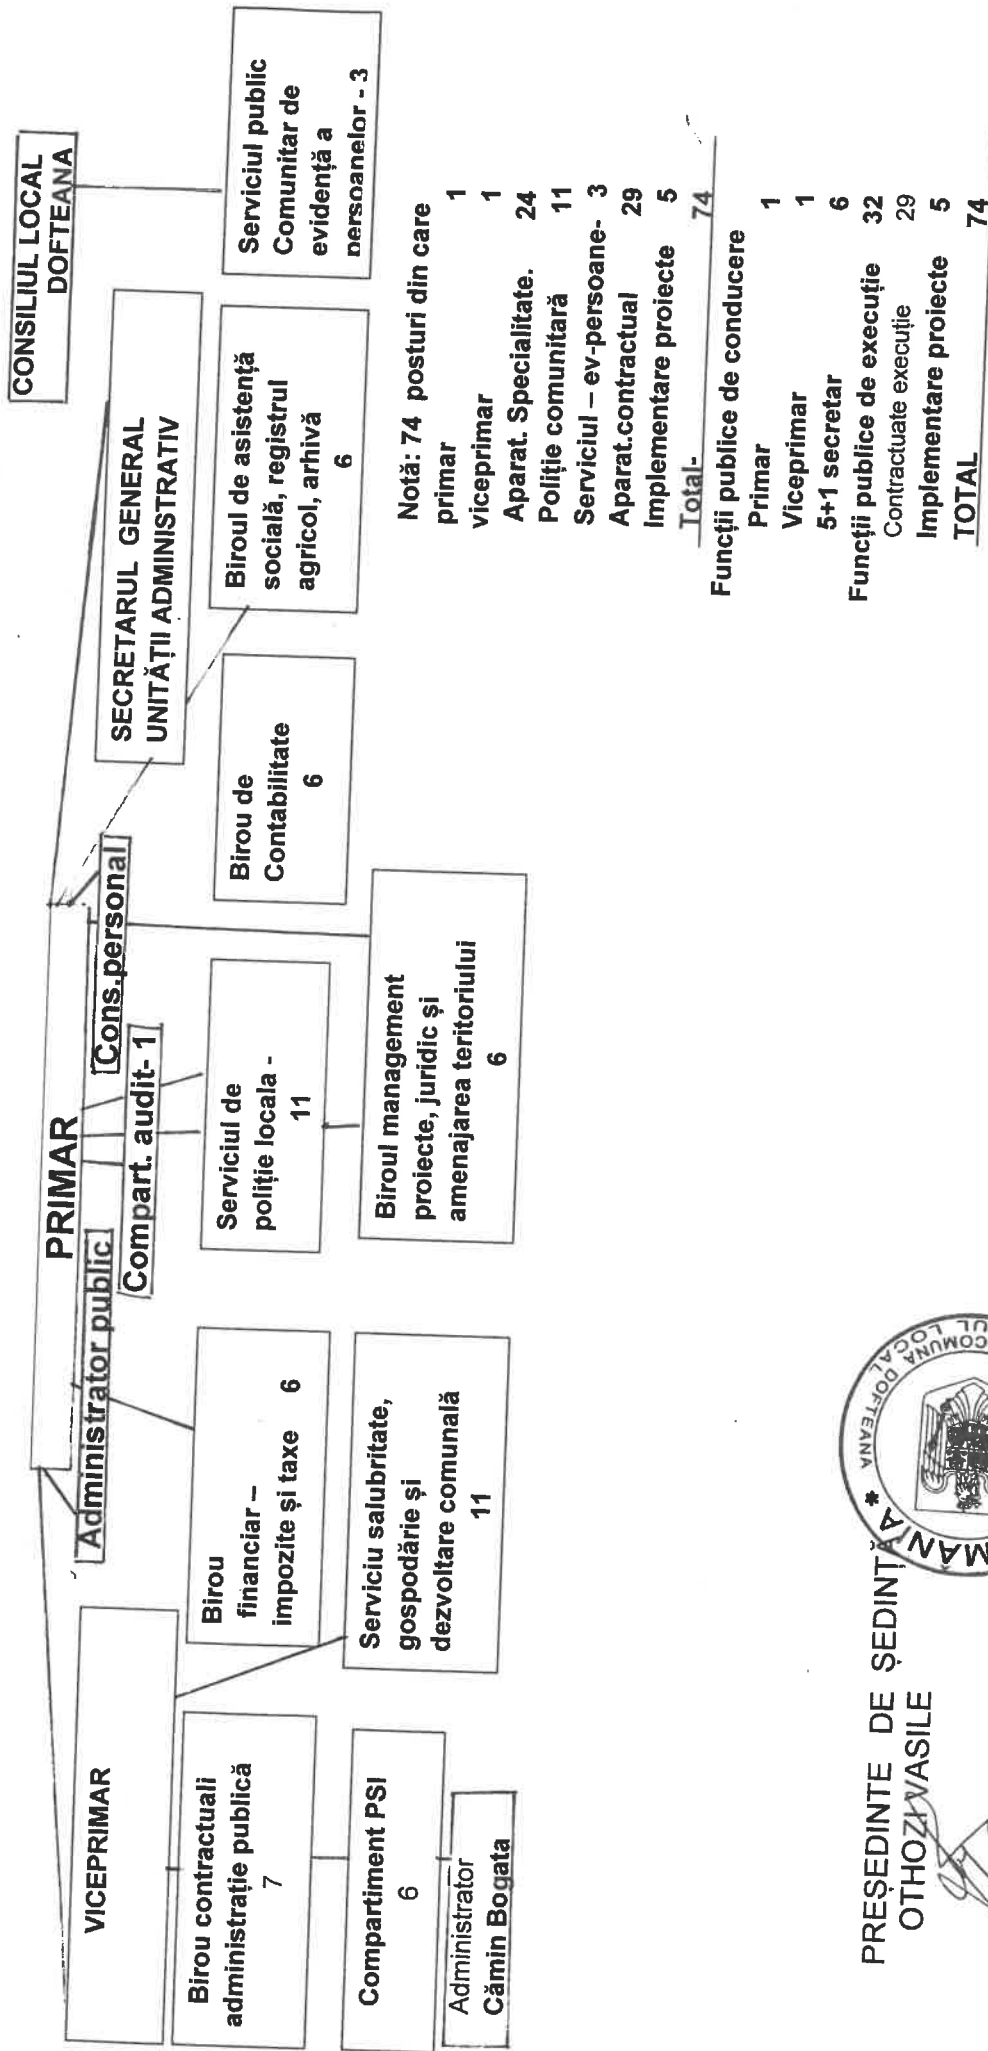 CONSILIUL LOCAL
DOFTEANA
PRIMAR
Administrator public
Compart. audit- 1
Cons.personal
VICEPRIMAR
SECRETARUL GENERAL
UNITĂȚII ADMINISTRATIV
Birou contractuali
administrație publică
7
Birou
financiar –
impozite și taxe 6
Serviciul de
poliție locala -
11
Birou de
Contabilitate
6
Biroul de asistență
socială, registrul
agricol, arhivă
6
Serviciul public
Comunitar de
evidență a
persoanelor - 3
Compartiment PSI
6
Serviciu salubritate,
gospodărie și
dezvoltare comunală
11
Biroul management
proiecte, juridic și
amenajarea teritoriului
6
Administrator
Cămin Bogata
Notă: 74 posturi din care
primar 1
viceprimar 1
Aparat. Specialitate. 24
Poliție comunitară 11
Serviciul – ev-persoane- 3
Aparat.contractual 29
Implementare proiecte 5
Total- 74
Funcții publice de conducere
Primar 1
Viceprimar 1
5+1 secretar 6
Funcții publice de execuție 32
Contractuate execuție 29
Implementare proiecte 5
TOTAL 74
PREȘEDINTE DE ȘEDINȚ
OTHOZI VASILE
COMUNA DOFTEANA
LOCAL